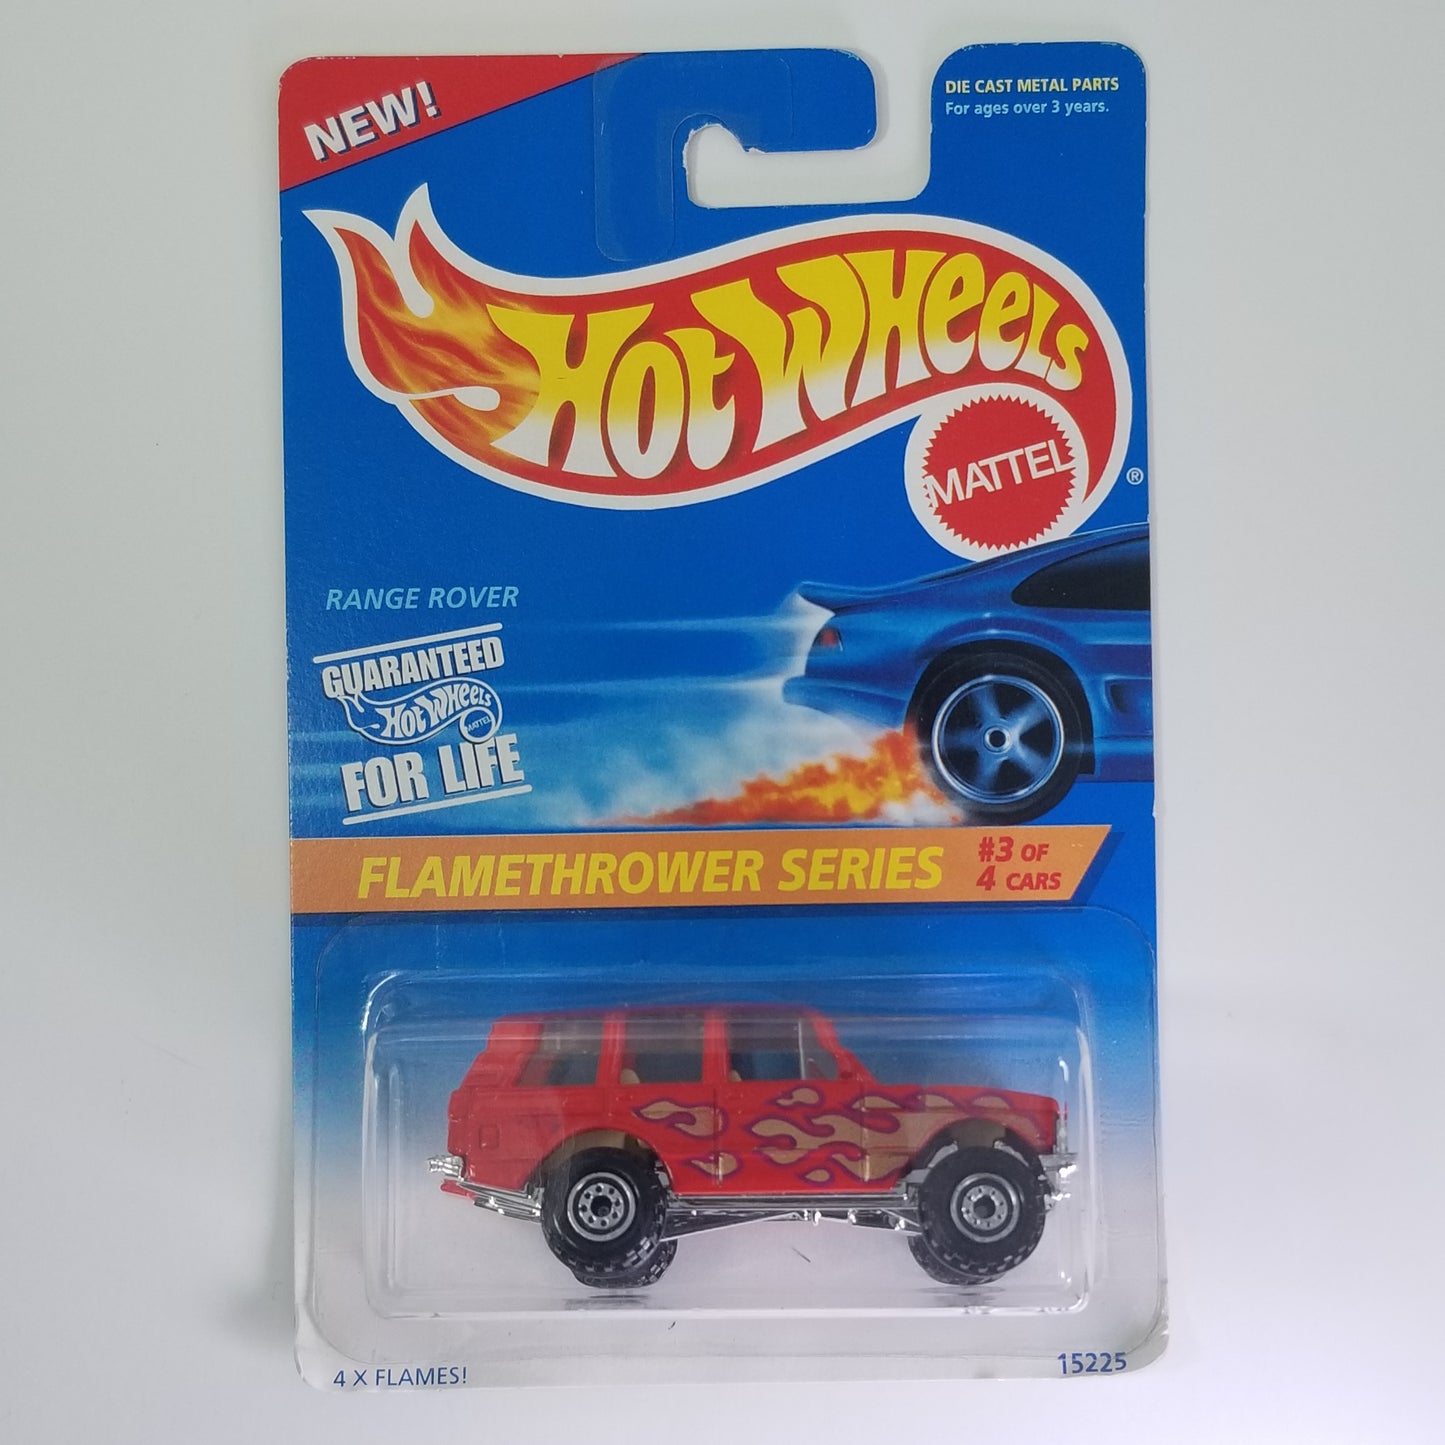 NEW!
DIE CAST METAL PARTS
For ages over 3 years.
HOT WHEELS
MATTEL
®
RANGE ROVER
GUARANTEED
HOT WHEELS
MATTEL
FOR LIFE
FLAMETHROWER SERIES
#3 OF
4 CARS
4 X FLAMES!
15225